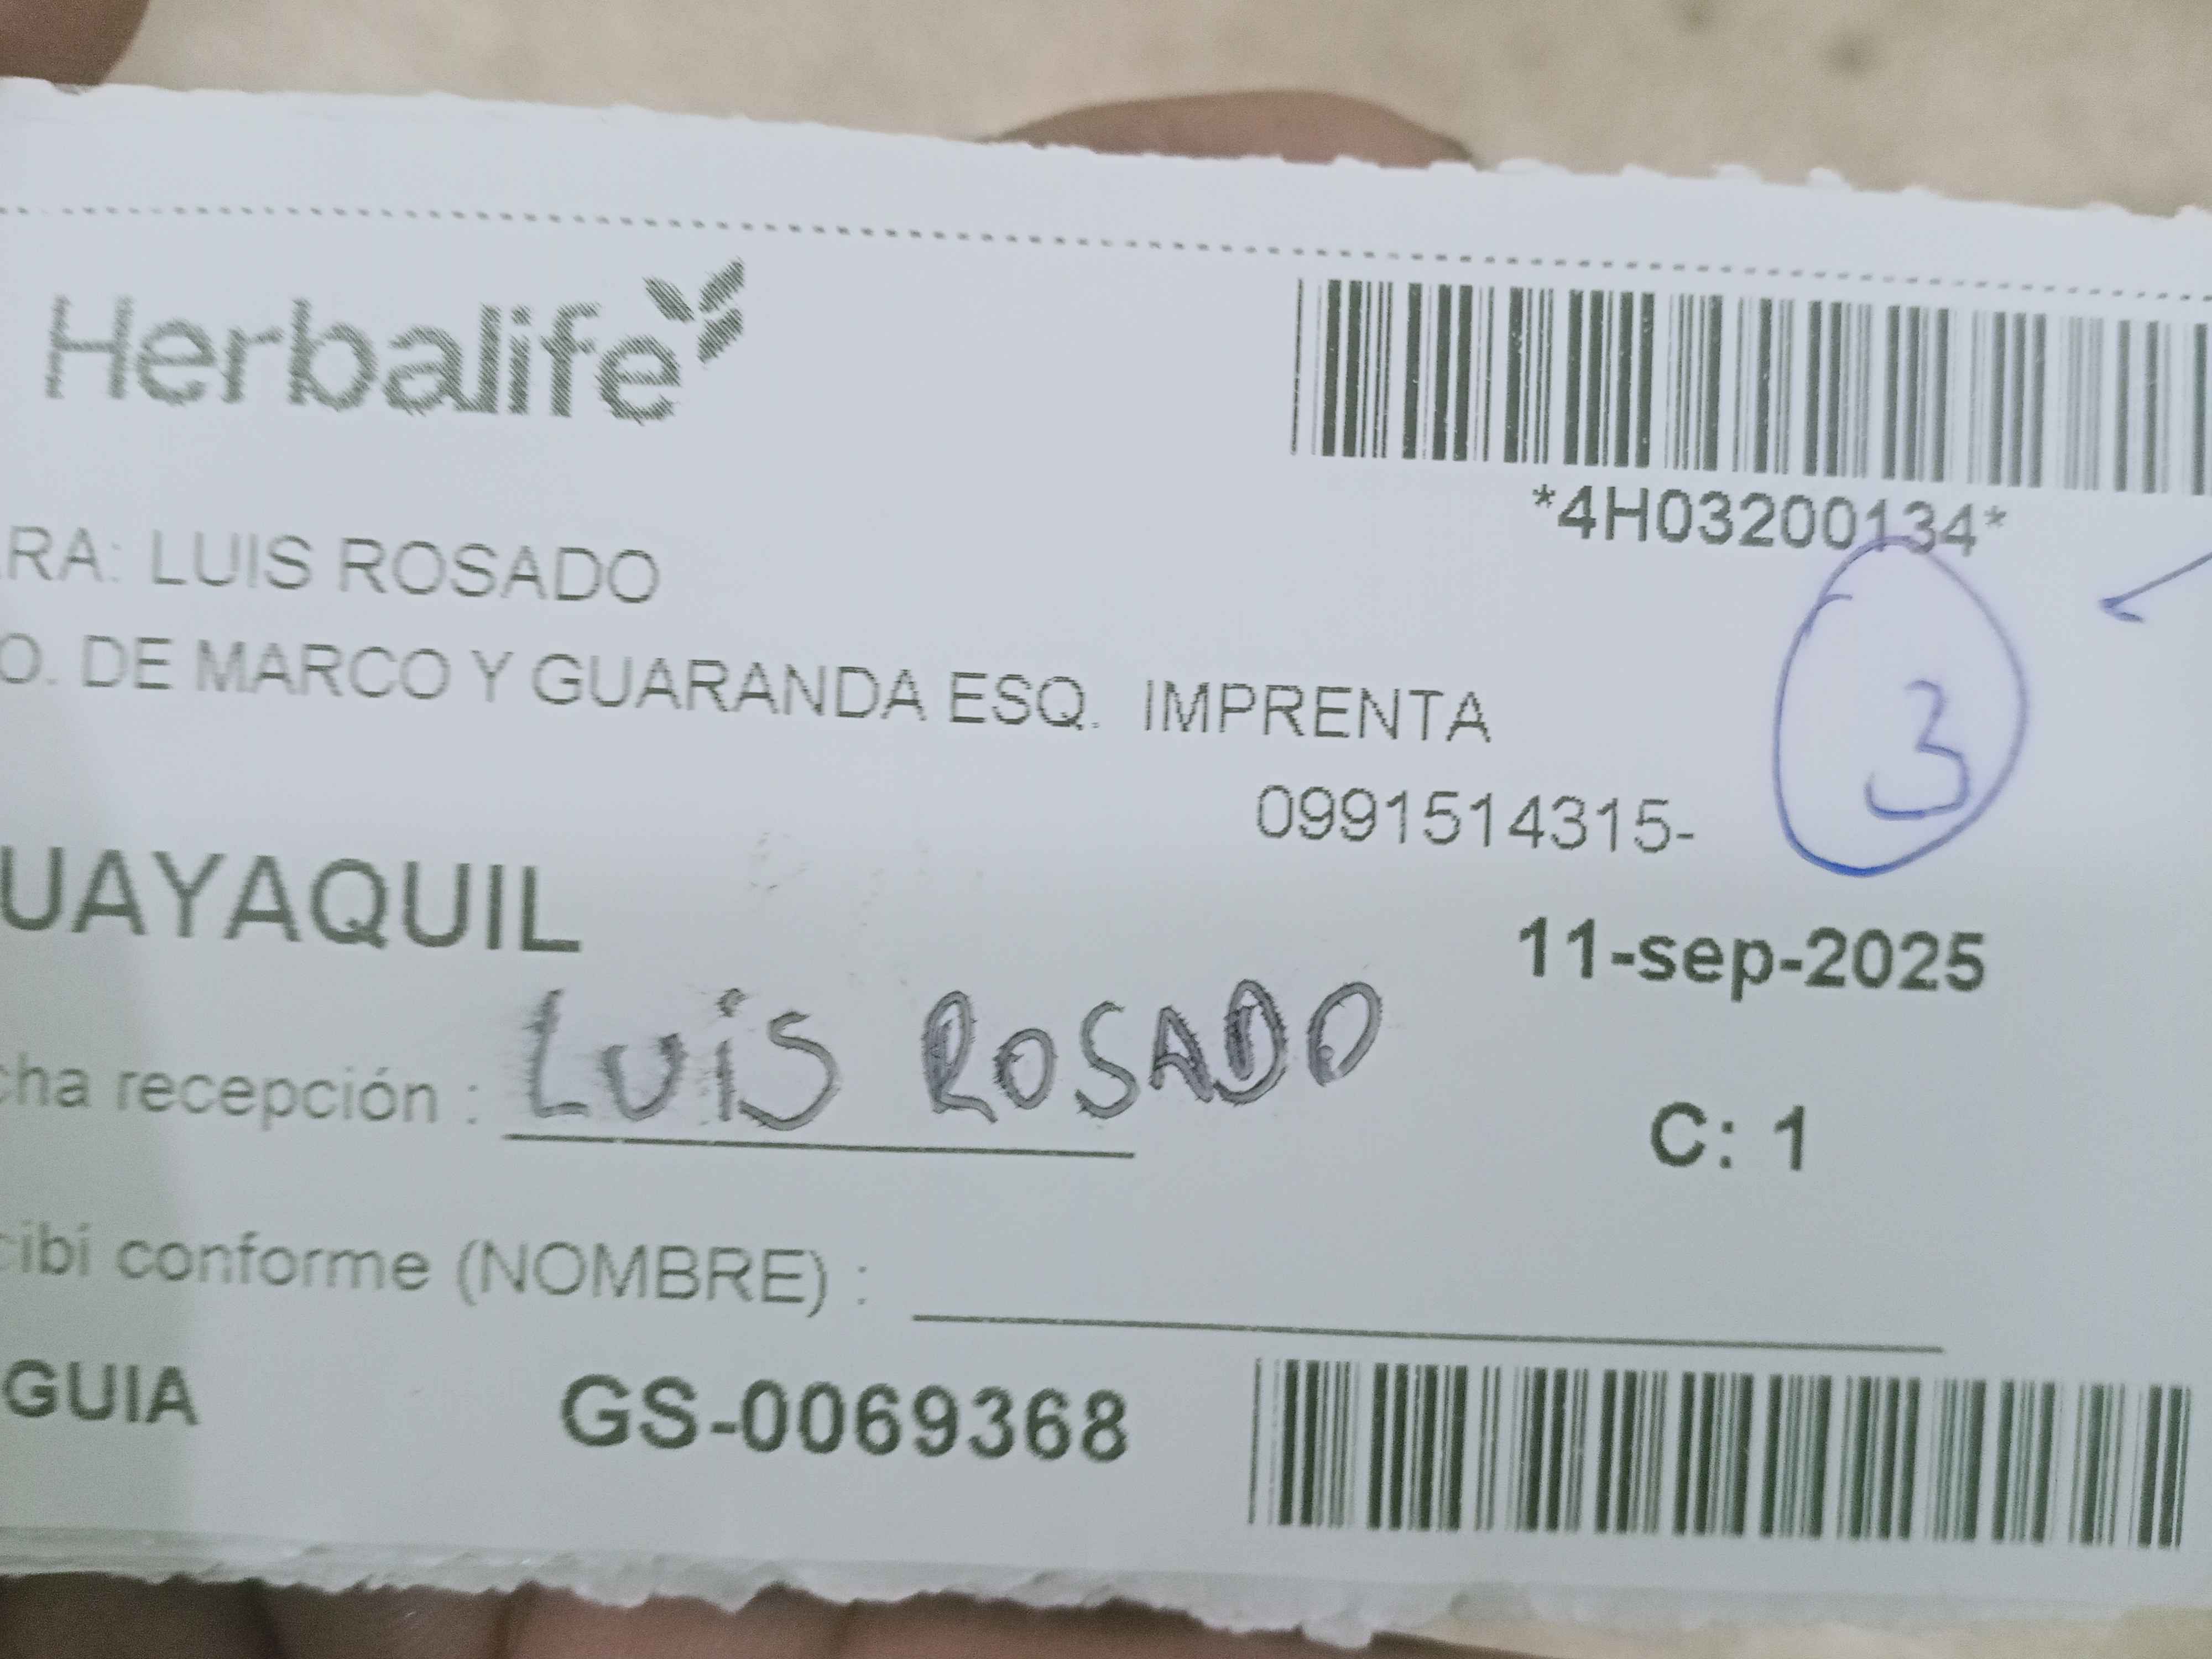 Herbalife
*4H03200134*
RA: LUIS ROSADO
O. DE MARCO Y GUARANDA ESQ. IMPRENTA
3
0991514315-
UAYAQUIL
11-sep-2025
cha recepción : LUIS ROSADO
C: 1
cibí conforme (NOMBRE) :
GUIA GS-0069368